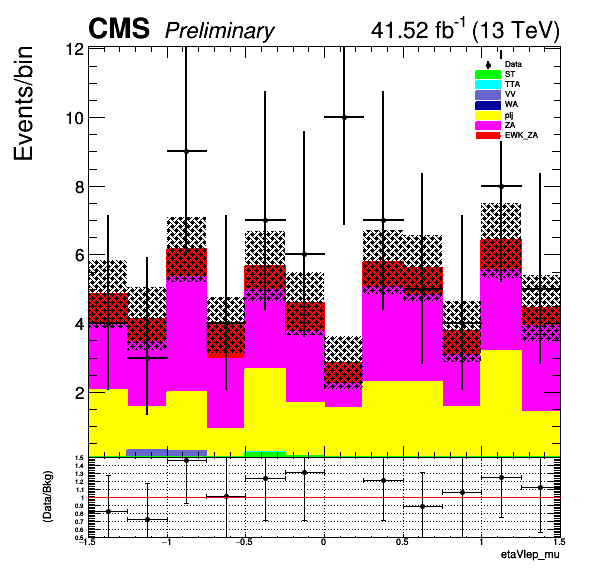 CMS Preliminary 41.52 fb-1 (13 TeV)
Events/bin
12
10
8
6
4
2
Data
ST
TTA
VV
WA
plj
ZA
EWK_ZA
(Data/Bkg)
1.5
1.4
1.3
1.2
1.1
1
0.9
0.8
0.7
0.6
0.5
−1.5 −1 −0.5 0 0.5 1 1.5
etaVlep_mu